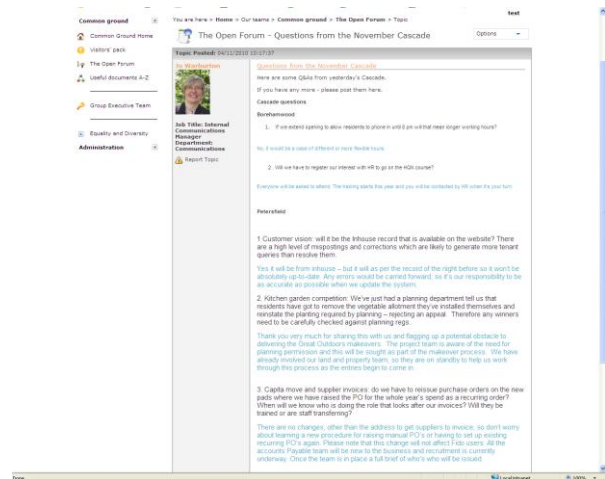 test
Common ground
You are here » Home » Our teams » Common ground » The Open Forum » Topic
Common Ground Home
The Open Forum - Questions from the November Cascade
Options
Visitors' pack
Topic Posted: 04/11/2010 10:17:37
The Open Forum
Jo Warburton
Questions from the November Cascade
Useful documents A-Z
Here are some Q&As from yesterday's Cascade.
If you have any more - please post them here.
Group Executive Team
Cascade questions
Borehamwood
Equality and Diversity
Administration
Job Title: Internal
Communications
Manager
Department:
Communications
Report Topic
1. If we extend opening to allow residents to phone in until 8 pm will that mean longer working hours?
No, it would be a case of different or more flexible hours
2. Will we have to register our interest with HR to go on the HQN course?
Everyone will be asked to attend. The training starts this year and you will be contacted by HR when it's your turn
Petersfield
1 Customer vision: will it be the Inhouse record that is available on the website? There
are a high level of mispostings and corrections which are likely to generate more tenant
queries than resolve them.
Yes it will be from inhouse – but it will as per the record of the night before so it won't be
absolutely up-to-date. Any errors would be carried forward, so it's our responsibility to be
as accurate as possible when we update the system.
2. Kitchen garden competition: We've just had a planning department tell us that
residents have got to remove the vegetable allotment they've installed themselves and
reinstate the planting required by planning – rejecting an appeal. Therefore any winners
need to be carefully checked against planning regs.
Thank you very much for sharing this with us and flagging up a potential obstacle to
delivering the Great Outdoors makeovers. The project team is aware of the need for
planning permission and this will be sought as part of the makeover process. We have
already involved our land and property team, so they are on standby to help us work
through this process as the entries begin to come in.
3. Capita move and supplier invoices: do we have to reissue purchase orders on the new
pads where we have raised the PO for the whole year's spend as a recurring order?
When will we know who is doing the role that looks after our invoices? Will they be
trained or are staff transferring?
There are no changes, other than the address to get suppliers to invoice, so don't worry
about learning a new procedure for raising manual PO's or having to set up existing
recurring PO's again. Please note that this change will not affect Fido users. All the
accounts Payable team will be new to the business and recruitment is currently
underway. Once the team is in place a full brief of who's who will be issued.
Done
Local intranet
100%